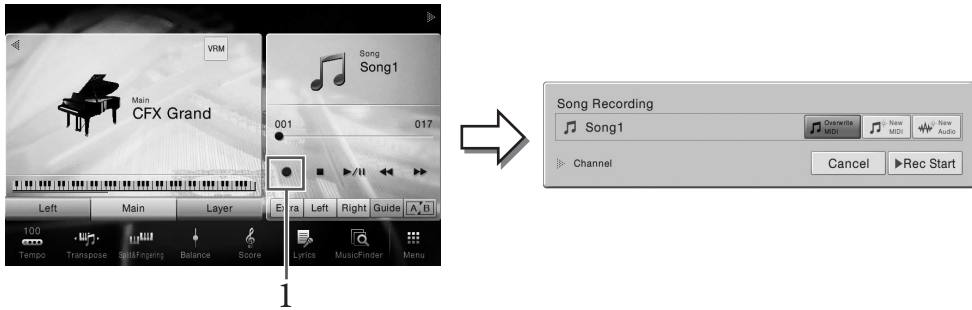 VRM
Main
CFX Grand
Song
Song1
001 017
Left Main Layer
Extra Left Right Guide A B
100
Tempo Transpose Split&Fingering Balance Score Lyrics MusicFinder Menu
1
Song Recording
Song1
Overwrite MIDI
New MIDI
New Audio
Channel
Cancel
Rec Start